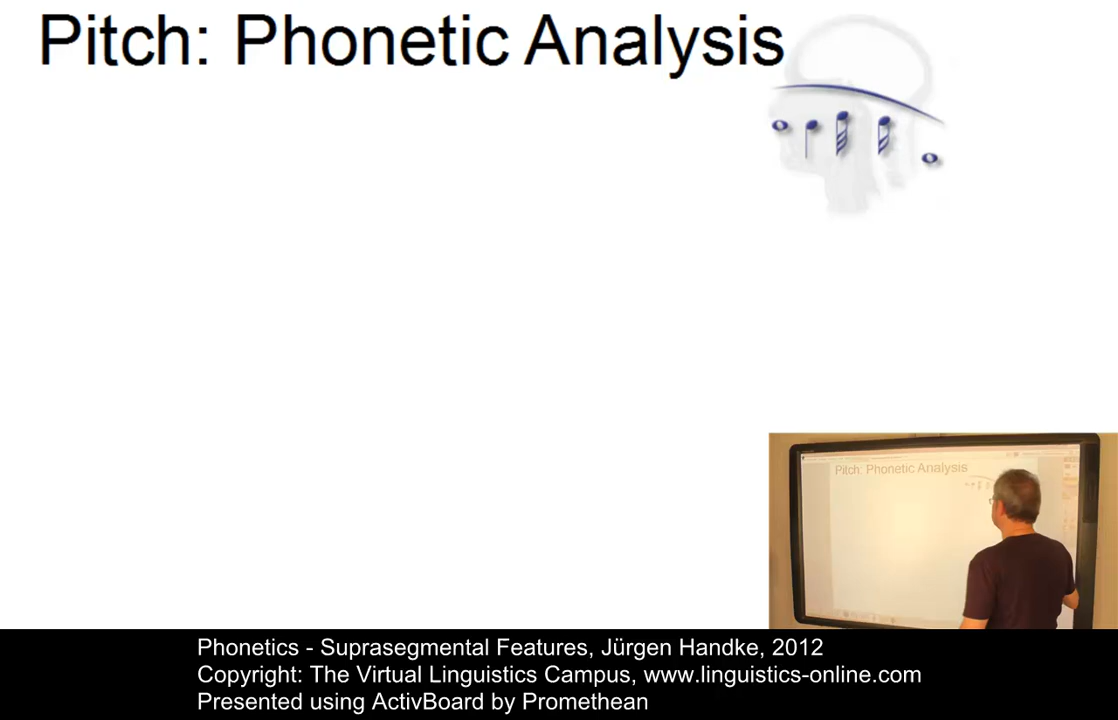 Pitch: Phonetic Analysis
Pitch: Phonetic Analysis
Phonetics - Suprasegmental Features, Jürgen Handke, 2012
Copyright: The Virtual Linguistics Campus, www.linguistics-online.com
Presented using ActivBoard by Promethean